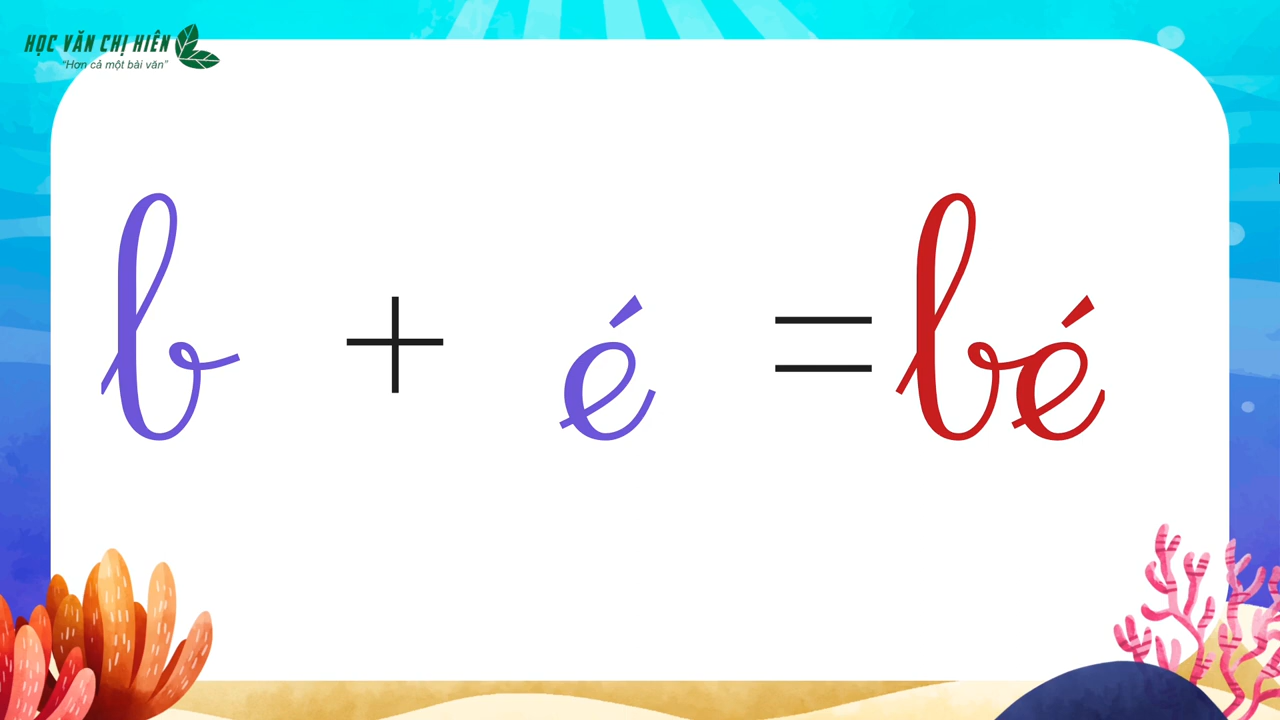 HỌC VĂN CHỊ HIÊN
"Hơn cả một bài văn"
b + é = bé